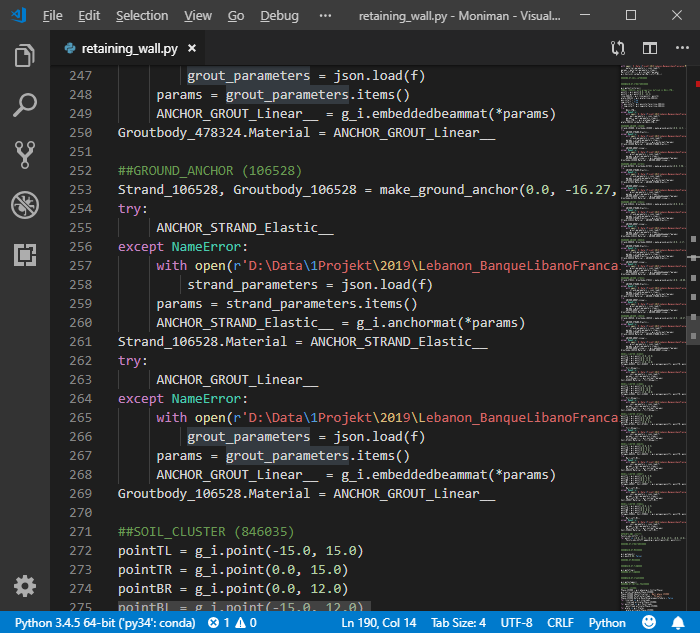 File Edit Selection View Go Debug ··· retaining_wall.py - Moniman - Visual...
retaining_wall.py
247 grout_parameters = json.load(f)
248 params = grout_parameters.items()
249 ANCHOR_GROUT_Linear__ = g_i.embeddedbeammat(*params)
250 Groutbody_478324.Material = ANCHOR_GROUT_Linear__
251
252 ##GROUND_ANCHOR (106528)
253 Strand_106528, Groutbody_106528 = make_ground_anchor(0.0, -16.27,
254 try:
255 ANCHOR_STRAND_Elastic__
256 except NameError:
257 with open(r'D:\Data\1Projekt\2019\Lebanon_BanqueLibanoFranca
258 strand_parameters = json.load(f)
259 params = strand_parameters.items()
260 ANCHOR_STRAND_Elastic__ = g_i.anchormat(*params)
261 Strand_106528.Material = ANCHOR_STRAND_Elastic__
262 try:
263 ANCHOR_GROUT_Linear__
264 except NameError:
265 with open(r'D:\Data\1Projekt\2019\Lebanon_BanqueLibanoFranca
266 grout_parameters = json.load(f)
267 params = grout_parameters.items()
268 ANCHOR_GROUT_Linear__ = g_i.embeddedbeammat(*params)
269 Groutbody_106528.Material = ANCHOR_GROUT_Linear__
270
271 ##SOIL_CLUSTER (846035)
272 pointTL = g_i.point(-15.0, 15.0)
273 pointTR = g_i.point(0.0, 15.0)
274 pointBR = g_i.point(0.0, 12.0)
275 pointBL = g_i.point(-15.0, 12.0)
Python 3.4.5 64-bit ('py34': conda) 1 0 Ln 190, Col 14 Tab Size: 4 UTF-8 CRLF Python